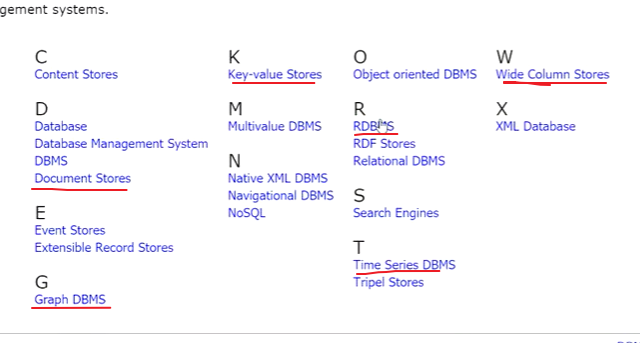 gement systems.
C
Content Stores
D
Database
Database Management System
DBMS
Document Stores
E
Event Stores
Extensible Record Stores
G
Graph DBMS
K
Key-value Stores
M
Multivalue DBMS
N
Native XML DBMS
Navigational DBMS
NoSQL
O
Object oriented DBMS
R
RDBMS
RDF Stores
Relational DBMS
S
Search Engines
T
Time Series DBMS
Tripel Stores
W
Wide Column Stores
X
XML Database